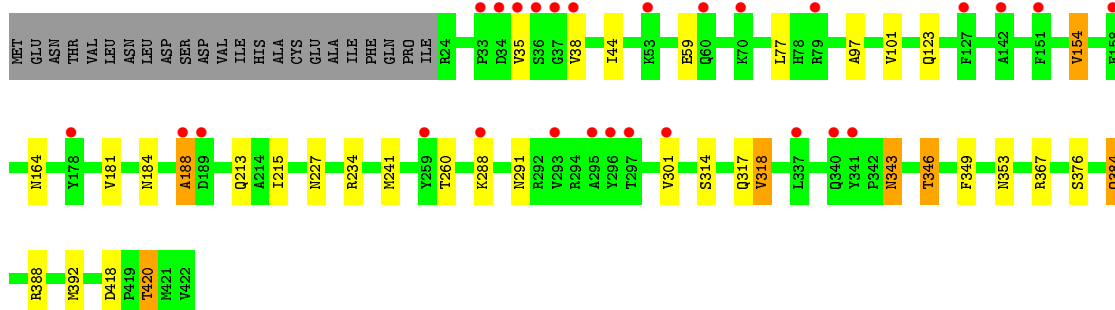 MET GLU ASN THR VAL LEU ASN LEU SER ASP VAL ILE HIS ALA CYS GLU ALA ILE PHE GLN PRO ILE R24 P33 D34 V35 S36 G37 V38 I44 K53 E59 Q60 K70 L77 H78 R79 A97 V101 Q123 F127 A142 F151 V154
N164 Y178 V181 N184 A188 D189 Q213 A214 I215 N227 R234 M241 Y259 T260 K288 N291 R292 V293 R294 A295 Y296 T297 V301 S314 Q317 V318 L337 Q340 Y341 P342 N343 T346 F349 N353 R367 S376
R388 M392 D418 P419 T420 M421 V422